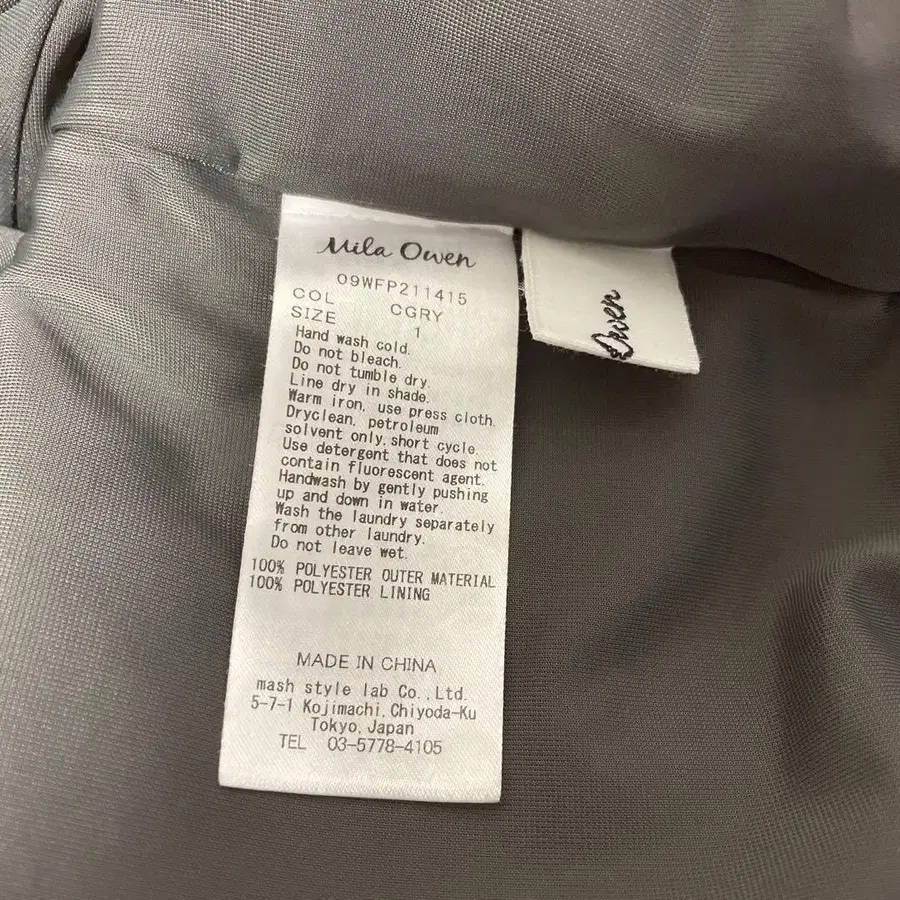 Mila Owen
09WFP211415
COL CGRY
SIZE 1
Hand wash cold.
Do not bleach.
Do not tumble dry.
Line dry in shade.
Warm iron, use press cloth.
Dryclean, petroleum
solvent only, short cycle.
Use detergent that does not
contain fluorescent agent.
Handwash by gently pushing
up and down in water.
Wash the laundry separately
from other laundry.
Do not leave wet.
100% POLYESTER OUTER MATERIAL
100% POLYESTER LINING
MADE IN CHINA
mash style lab Co.,Ltd.
5-7-1 Kojimachi,Chiyoda-Ku
Tokyo,Japan
TEL 03-5778-4105
Owen